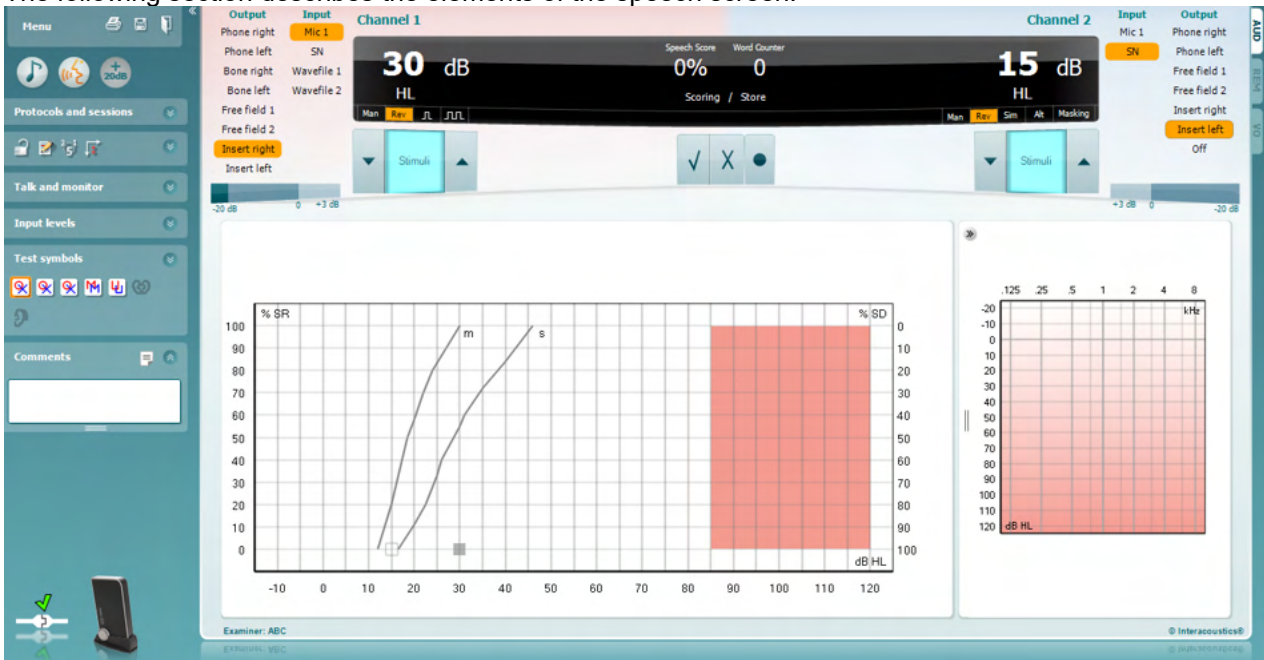 The following section describes the elements of the speech screen.
Menu
+ 20dB
Protocols and sessions
Talk and monitor
Input levels
Test symbols
Comments
Output Input Channel 1
Phone right Mic 1
Phone left SN
Bone right Wavefile 1
Bone left Wavefile 2
Free field 1
Free field 2
Insert right
Insert left
-20 dB 0 +3 dB
30 dB
HL
Man Rev
Speech Score Word Counter
0% 0
Scoring / Store
15 dB
HL
Man Rev Sim Alt Masking
Stimuli
Stimuli
Channel 2 Input Output
Mic 1 Phone right
SN Phone left
Free field 1
Free field 2
Insert right
Insert left
Off
+3 dB 0 -20 dB
AUD
REM
VO
% SR % SD
m s
100 0
90 10
80 20
70 30
60 40
50 50
40 60
30 70
20 80
10 90
0 100
dB HL
-10 0 10 20 30 40 50 60 70 80 90 100 110 120
.125 .25 .5 1 2 4 8
kHz
-20
-10
0
10
20
30
40
50
60
70
80
90
100
110
120 dB HL
Examiner: ABC
© Interacoustics®